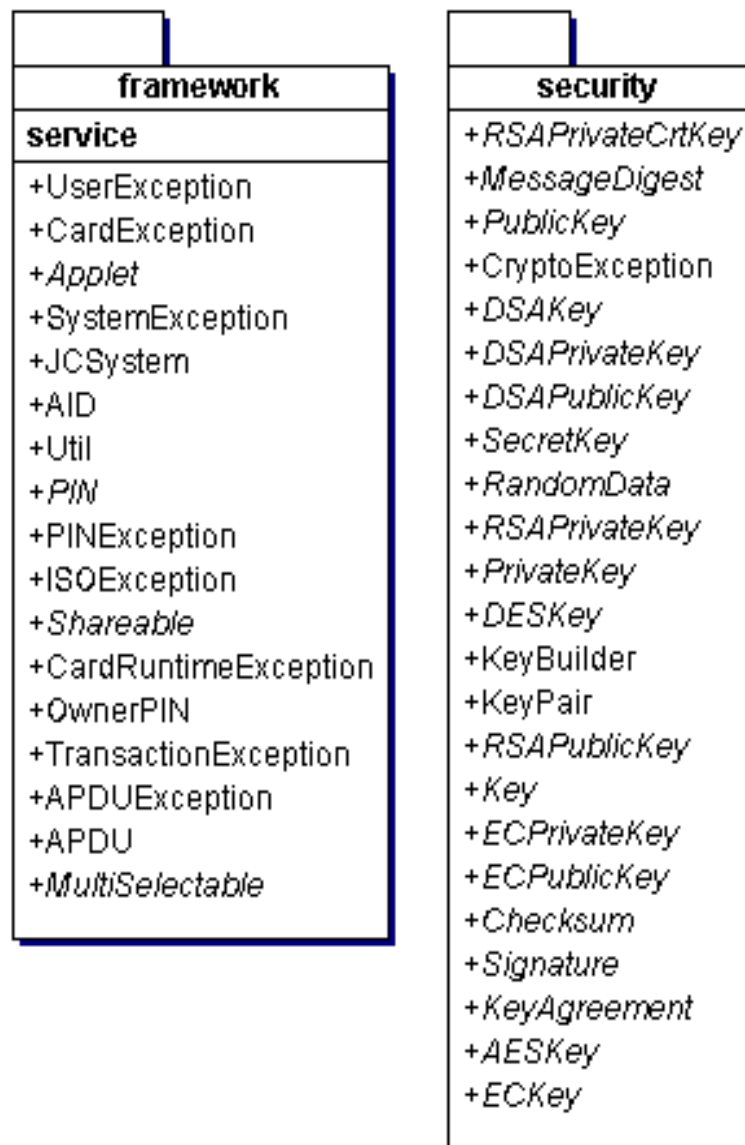 framework
service
+UserException
+CardException
+Applet
+SystemException
+JCSystem
+AID
+Util
+PIN
+PINException
+ISOException
+Shareable
+CardRuntimeException
+OwnerPIN
+TransactionException
+APDUException
+APDU
+MultiSelectable
security
+RSAPrivateCrtKey
+MessageDigest
+PublicKey
+CryptoException
+DSAKey
+DSAPrivateKey
+DSAPublicKey
+SecretKey
+RandomData
+RSAPrivateKey
+PrivateKey
+DESKey
+KeyBuilder
+KeyPair
+RSAPublicKey
+Key
+ECPrivateKey
+ECPublicKey
+Checksum
+Signature
+KeyAgreement
+AESKey
+ECKey